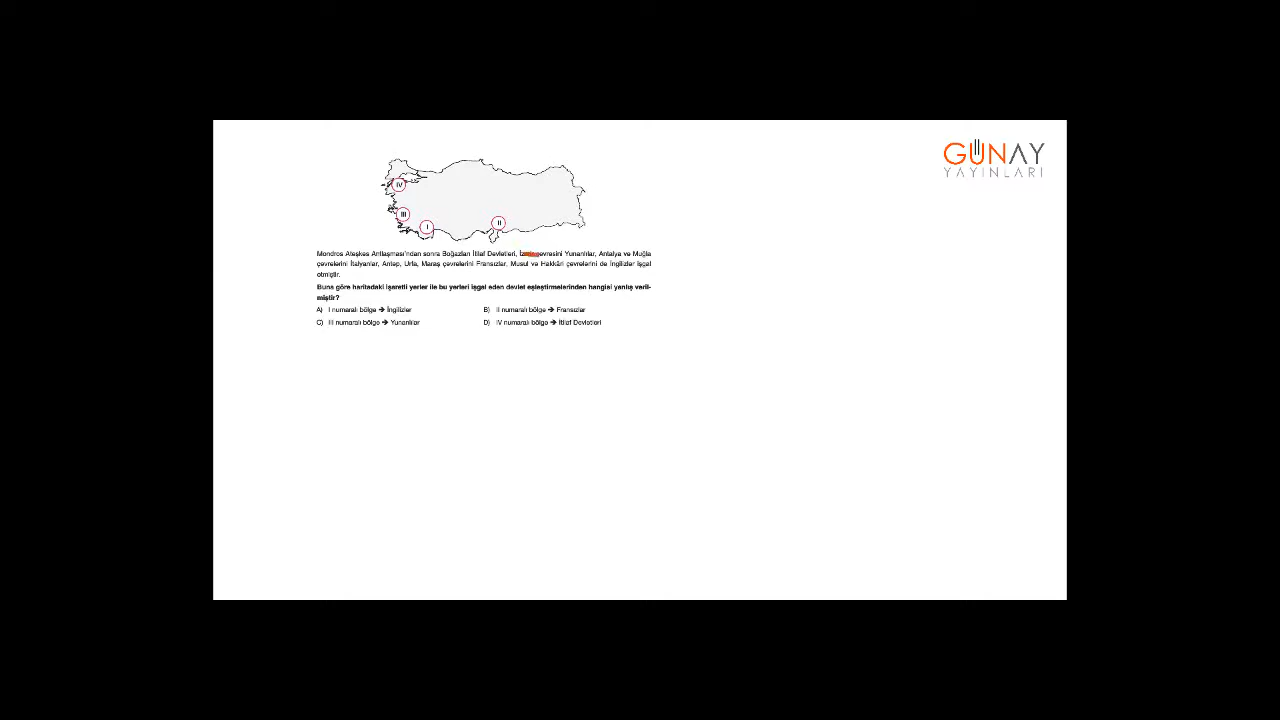 GÜNAY
YAYINLARI
IV
III
I
II
Mondros Ateşkes Antlaşması'ndan sonra Boğazları İtilaf Devletleri, İzmir çevresini Yunanlılar, Antalya ve Muğla
çevrelerini İtalyanlar, Antep, Urfa, Maraş çevrelerini Fransızlar, Musul ve Hakkâri çevrelerini de İngilizler işgal
etmiştir.
Buna göre haritadaki işaretli yerler ile bu yerleri işgal eden devlet eşleştirmelerinden hangisi yanlış veril-
miştir?
A) I numaralı bölge → İngilizler B) II numaralı bölge → Fransızlar
C) III numaralı bölge → Yunanlılar D) IV numaralı bölge → İtilaf Devletleri